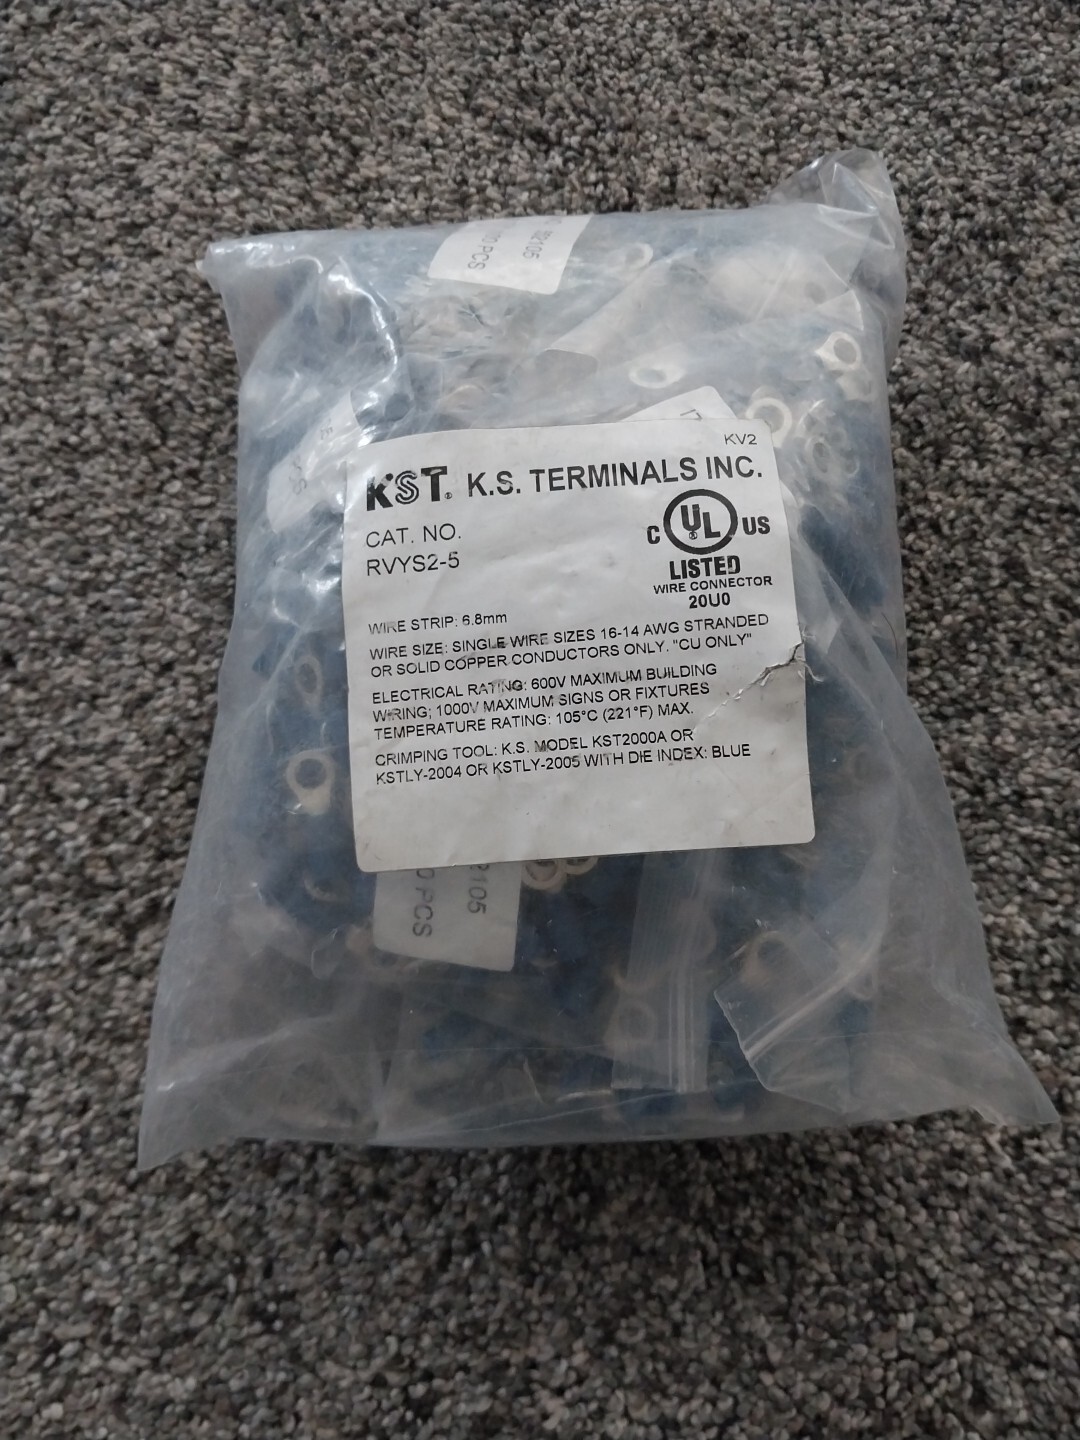 82105
PCS
KV2
KST® K.S. TERMINALS INC.
CAT. NO.
RVYS2-5
C UL® US
LISTED
WIRE CONNECTOR
20U0
WIRE STRIP: 6.8mm
WIRE SIZE: SINGLE WIRE SIZES 16-14 AWG STRANDED
OR SOLID COPPER CONDUCTORS ONLY. "CU ONLY"
ELECTRICAL RATING: 600V MAXIMUM BUILDING
WIRING; 1000V MAXIMUM SIGNS OR FIXTURES
TEMPERATURE RATING: 105°C (221°F) MAX.
CRIMPING TOOL: K.S. MODEL KST2000A OR
KSTLY-2004 OR KSTLY-2005 WITH DIE INDEX: BLUE
2105
PCS